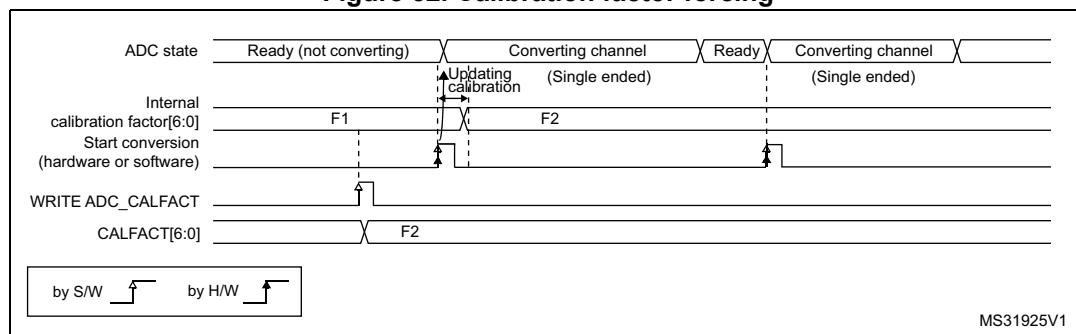 ADC state
Ready (not converting)
Converting channel
Ready
Converting channel
(Single ended)
(Single ended)
Updating
calibration
Internal
calibration factor[6:0]
F1
F2
Start conversion
(hardware or software)
WRITE ADC_CALFACT
CALFACT[6:0]
F2
by S/W
by H/W
MS31925V1